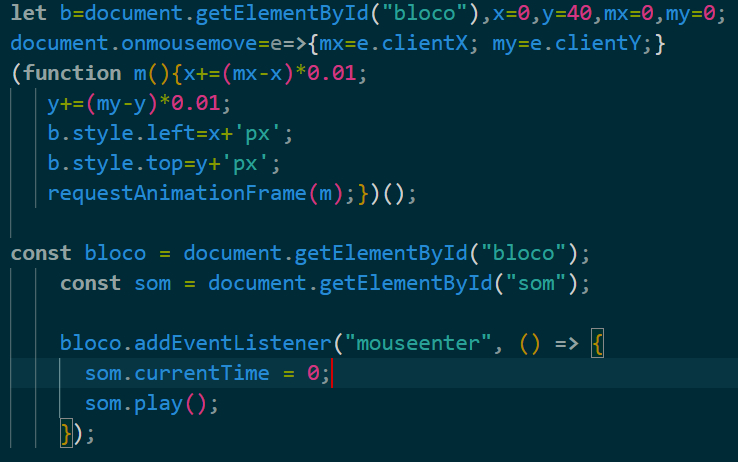 let b=document.getElementById("bloco"),x=0,y=40,mx=0,my=0;
document.onmousemove=e=>{mx=e.clientX; my=e.clientY;}
(function m(){x+=(mx-x)*0.01;
y+=(my-y)*0.01;
b.style.left=x+'px';
b.style.top=y+'px';
requestAnimationFrame(m);})();
const bloco = document.getElementById("bloco");
const som = document.getElementById("som");
bloco.addEventListener("mouseenter", () => {
som.currentTime = 0;
som.play();
});